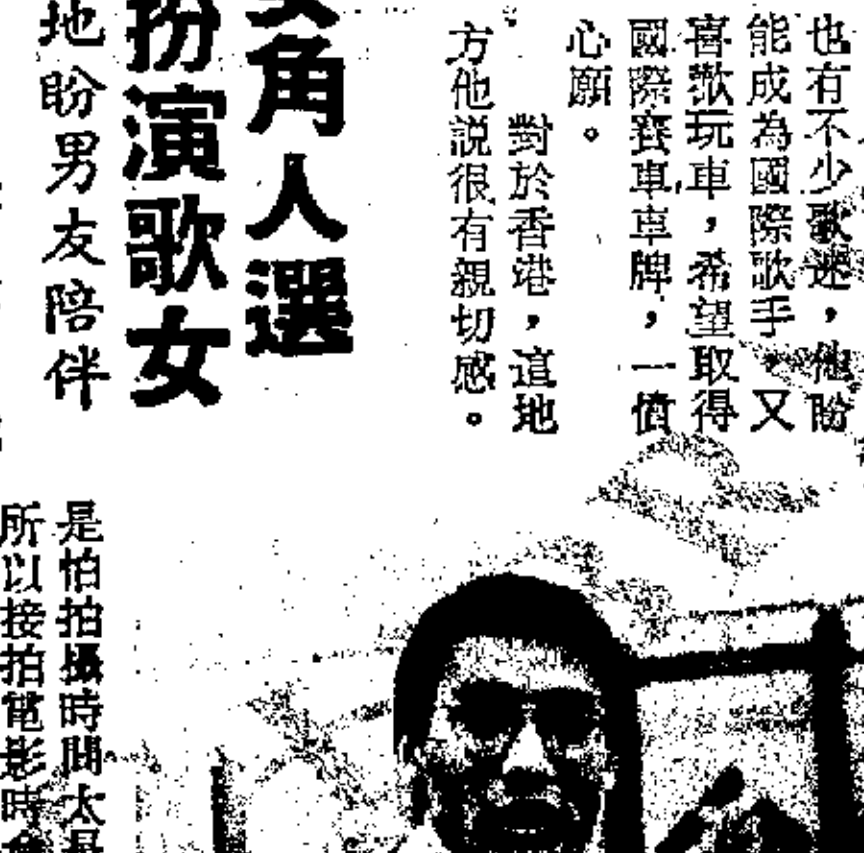 也有不少歌迷，他盼
能成為國際歌手，又
喜歡玩車，希望取得
國際賽車車牌，一償
心願。
對於香港，這地
方他說很有親切感。
角人選
扮演歌女
地盼男友陪伴
是怕拍攝時間太長
所以接拍電影時會